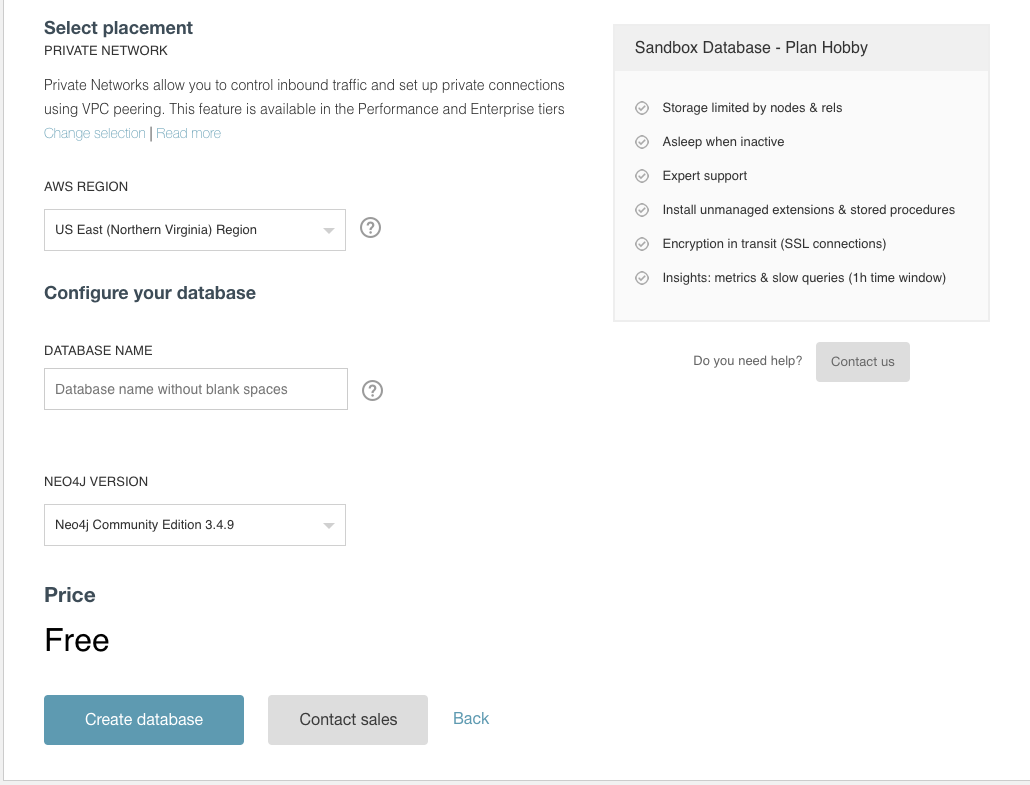 Select placement
PRIVATE NETWORK
Private Networks allow you to control inbound traffic and set up private connections
using VPC peering. This feature is available in the Performance and Enterprise tiers
Change selection | Read more
AWS REGION
US East (Northern Virginia) Region
?
Configure your database
DATABASE NAME
Database name without blank spaces
?
NEO4J VERSION
Neo4j Community Edition 3.4.9
Price
Free
Create database
Contact sales
Back
Sandbox Database - Plan Hobby
Storage limited by nodes & rels
Asleep when inactive
Expert support
Install unmanaged extensions & stored procedures
Encryption in transit (SSL connections)
Insights: metrics & slow queries (1h time window)
Do you need help?
Contact us